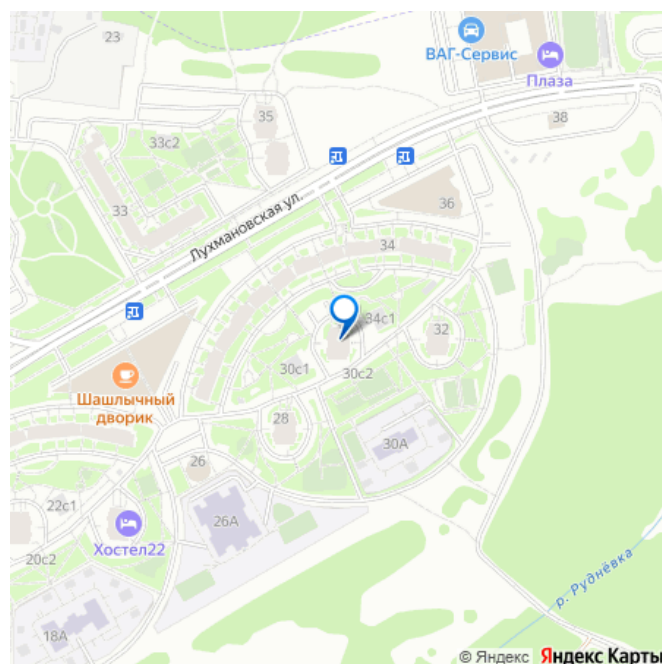 23
ВАГ-Сервис
Плаза
35
38
33с2
33
36
Лухмановская ул.
34
34с1
32
30с1
30с2
Шашлычный
дворик
28
30А
26
22с1
26А
Хостел22
20с2
р. Руднёвка
18А
© Яндекс Яндекс Карты